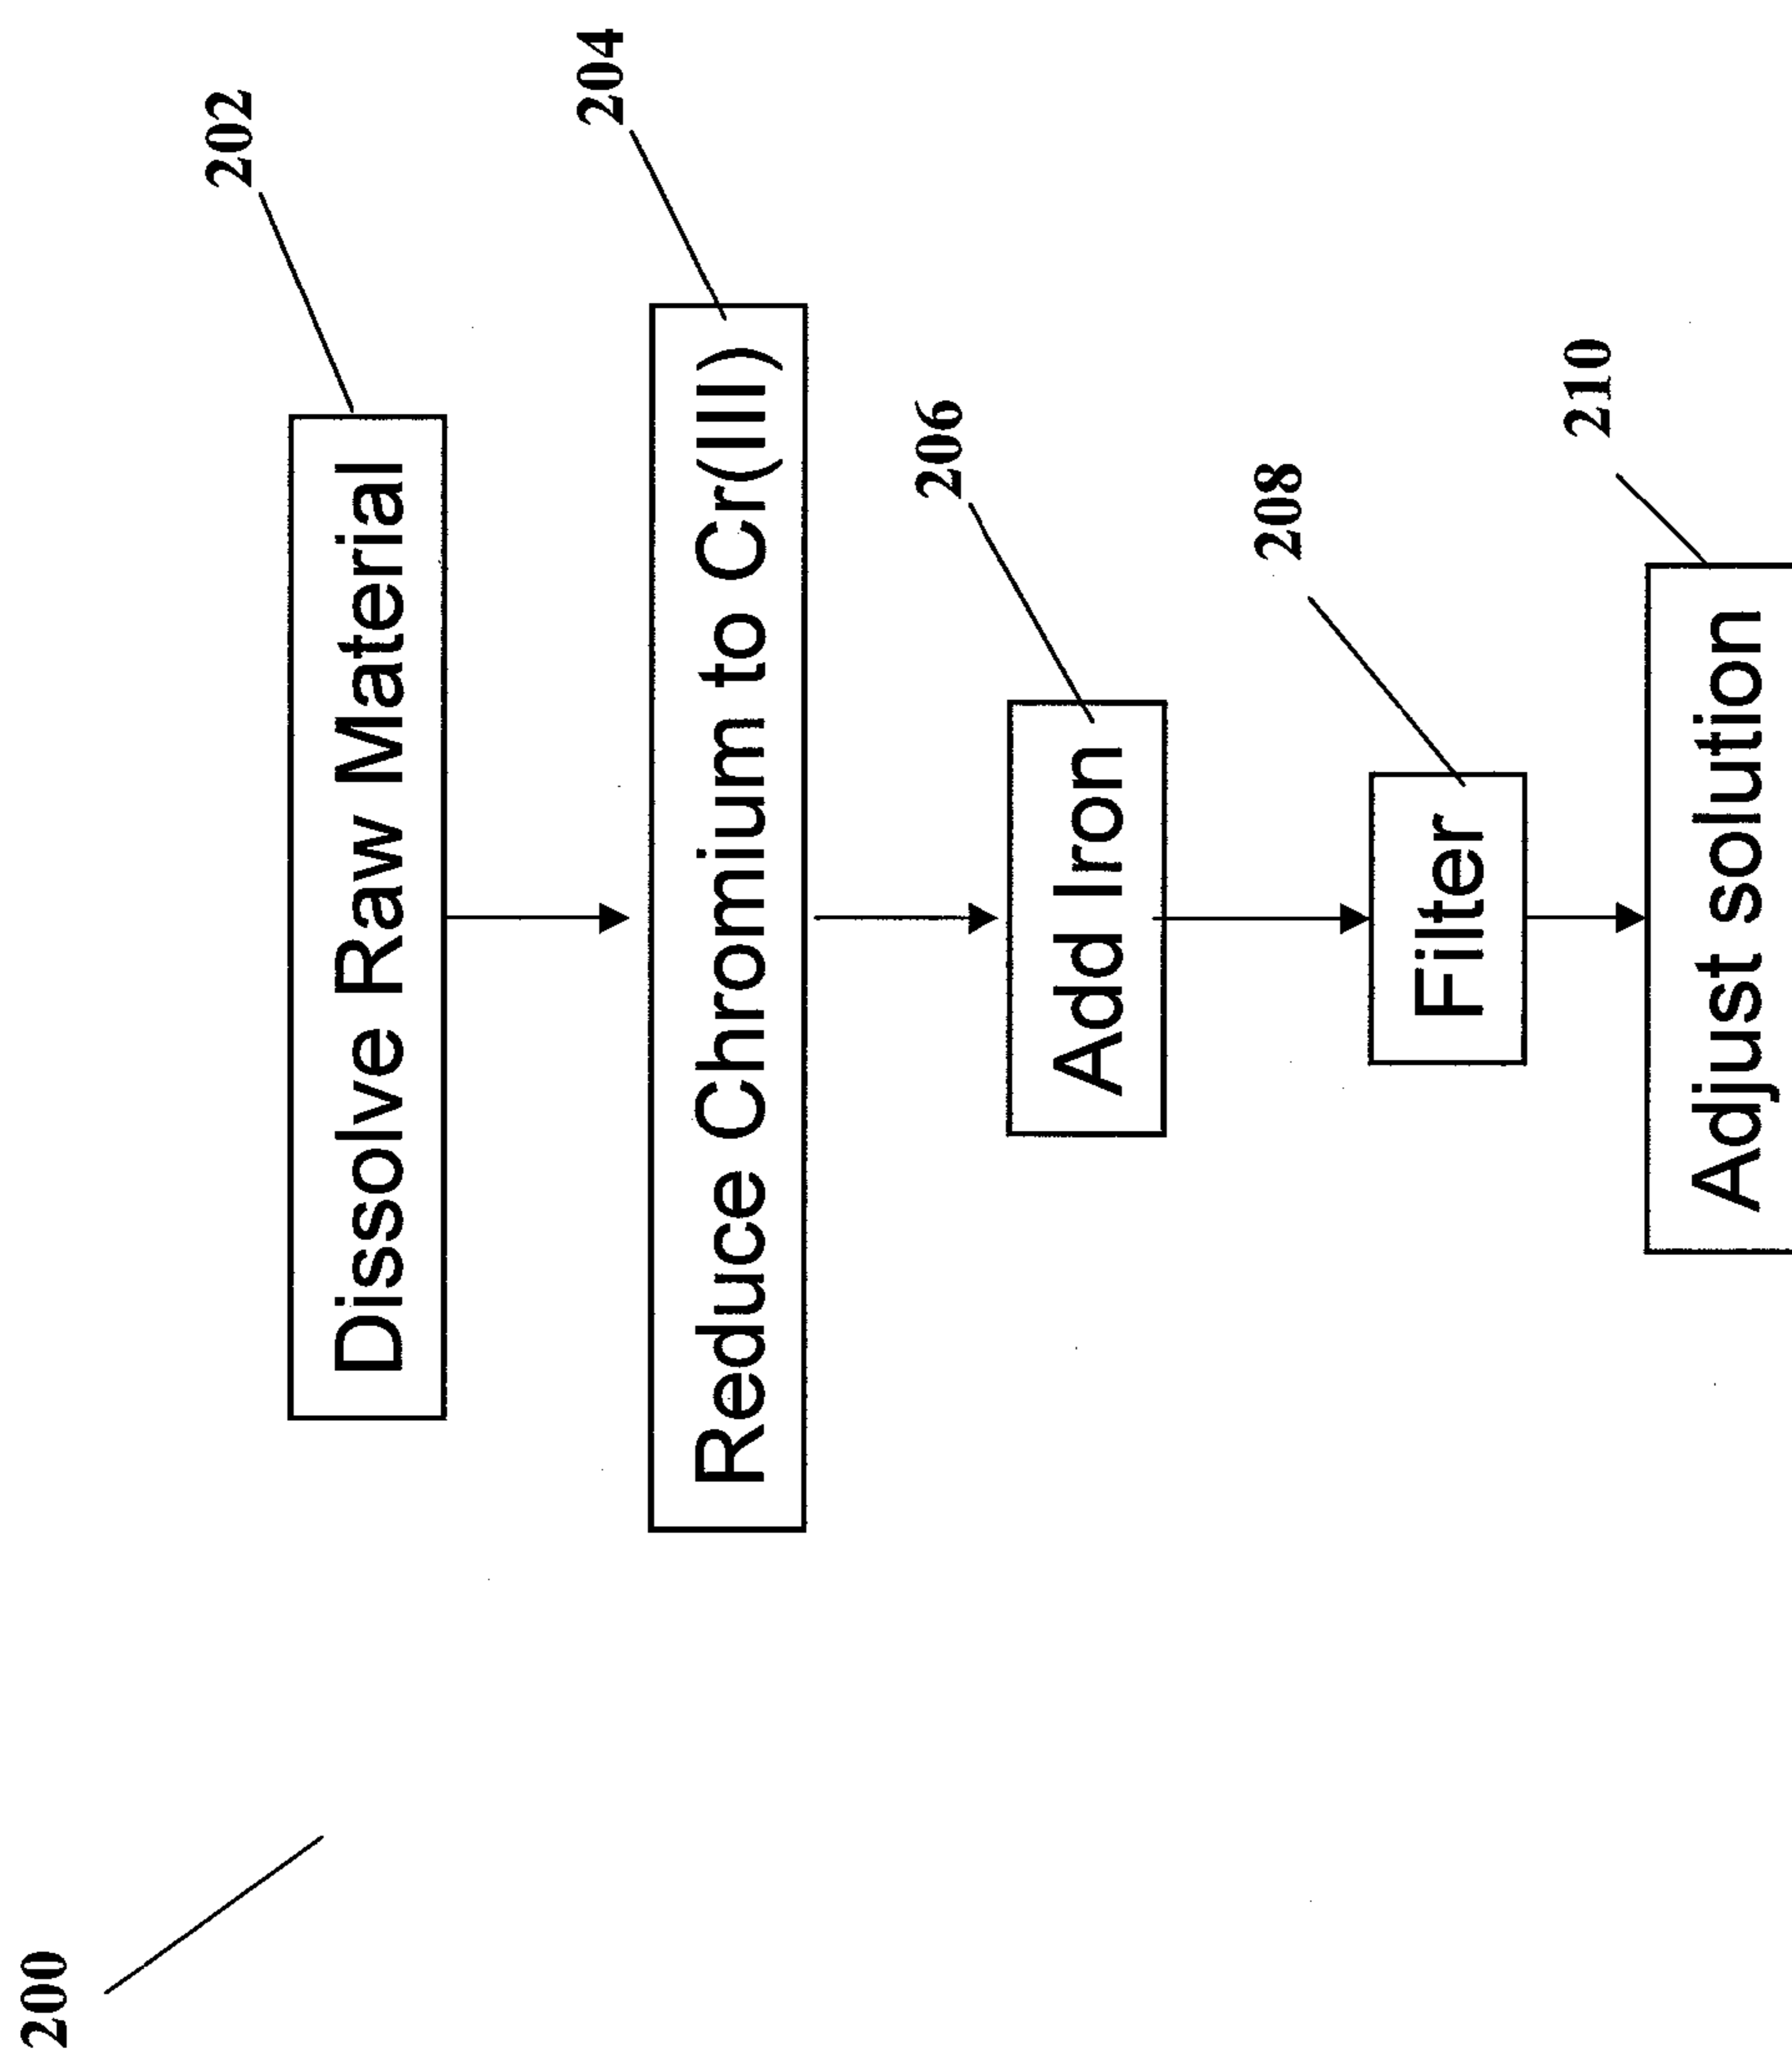 200
202
Dissolve Raw Material
204
Reduce Chromium to Cr(III)
206
Add Iron
208
Filter
210
Adjust solution